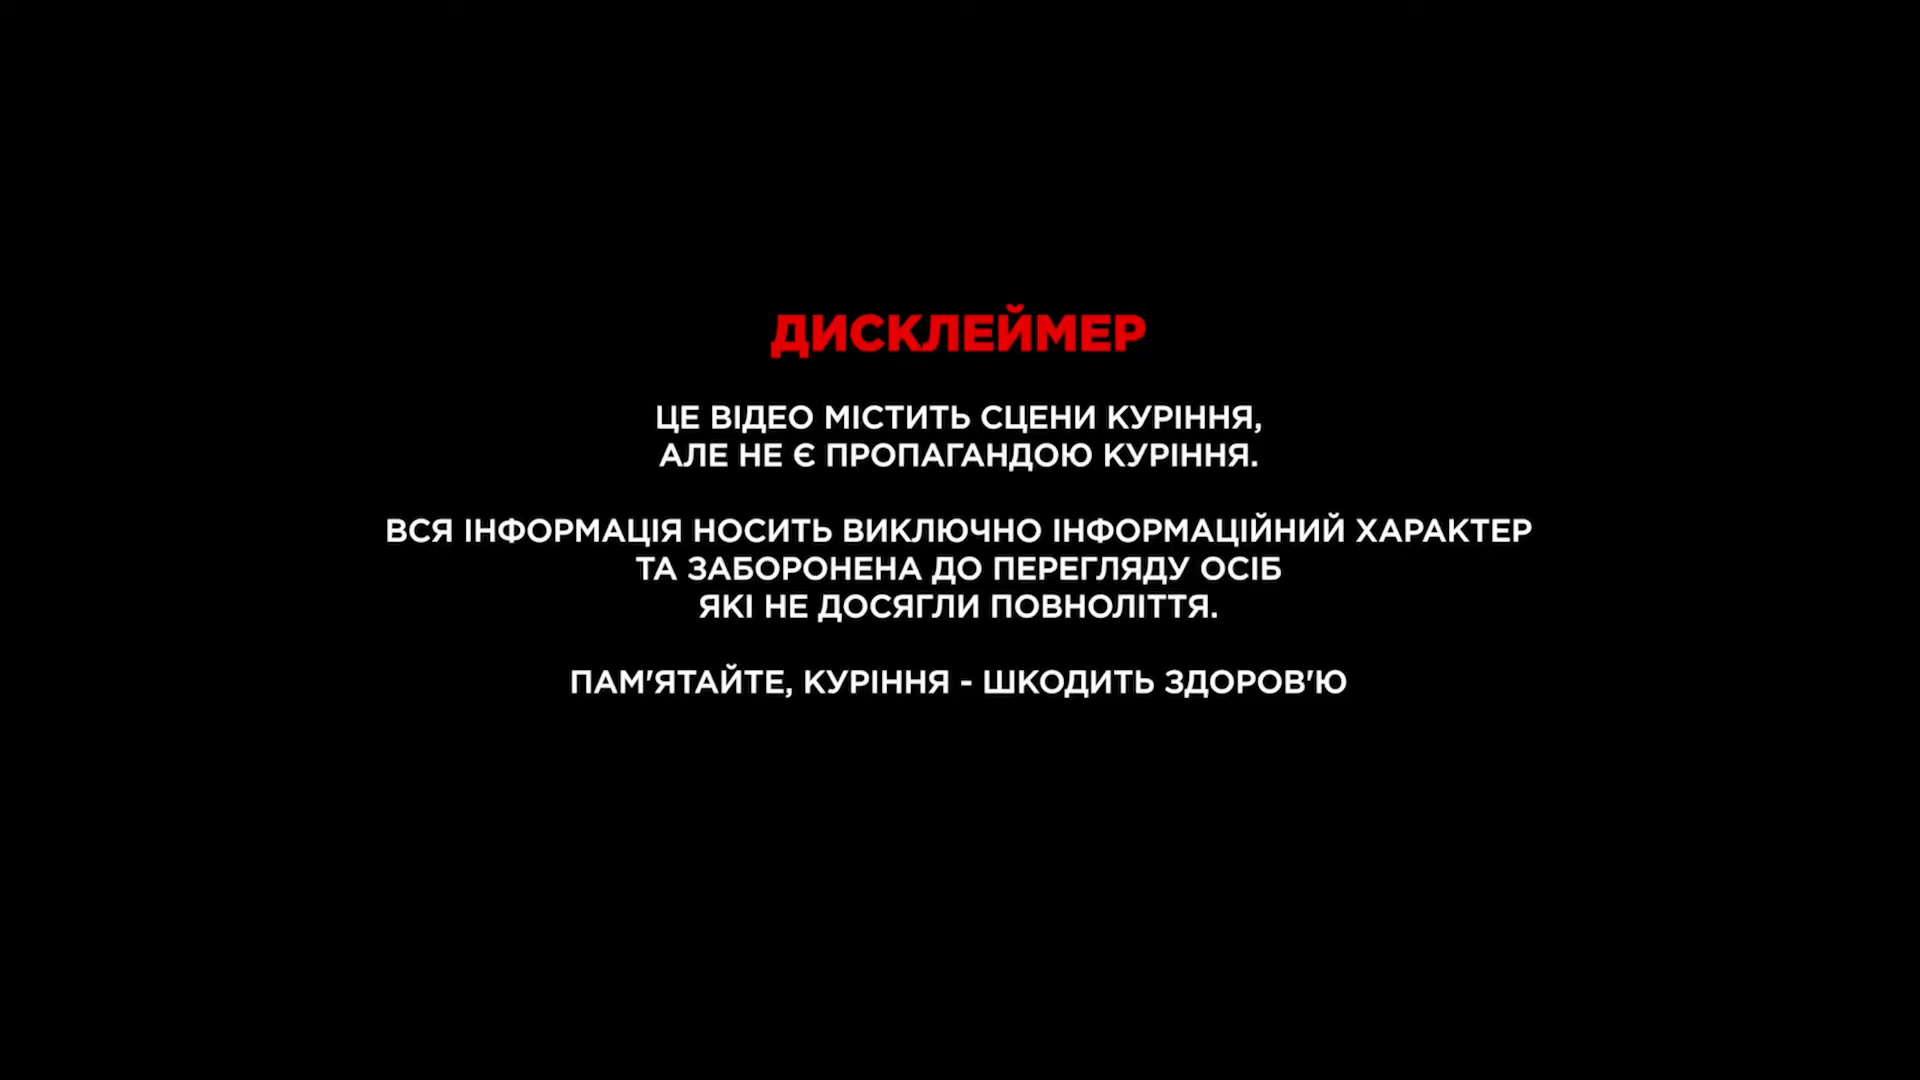 ДИСКЛЕЙМЕР
ЦЕ ВІДЕО МІСТИТЬ СЦЕНИ КУРІННЯ,
АЛЕ НЕ Є ПРОПАГАНДОЮ КУРІННЯ.
ВСЯ ІНФОРМАЦІЯ НОСИТЬ ВИКЛЮЧНО ІНФОРМАЦІЙНИЙ ХАРАКТЕР
ТА ЗАБОРОНЕНА ДО ПЕРЕГЛЯДУ ОСІБ
ЯКІ НЕ ДОСЯГЛИ ПОВНОЛІТТЯ.
ПАМ'ЯТАЙТЕ, КУРІННЯ - ШКОДИТЬ ЗДОРОВ'Ю